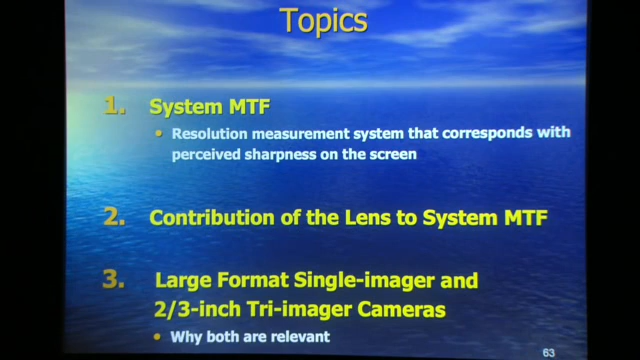 Topics
1. System MTF
• Resolution measurement system that corresponds with
perceived sharpness on the screen
2. Contribution of the Lens to System MTF
3. Large Format Single-imager and
2/3-inch Tri-imager Cameras
• Why both are relevant
63